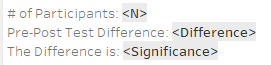 # of Participants: <N>
Pre-Post Test Difference: <Difference>
The Difference is: <Significance>